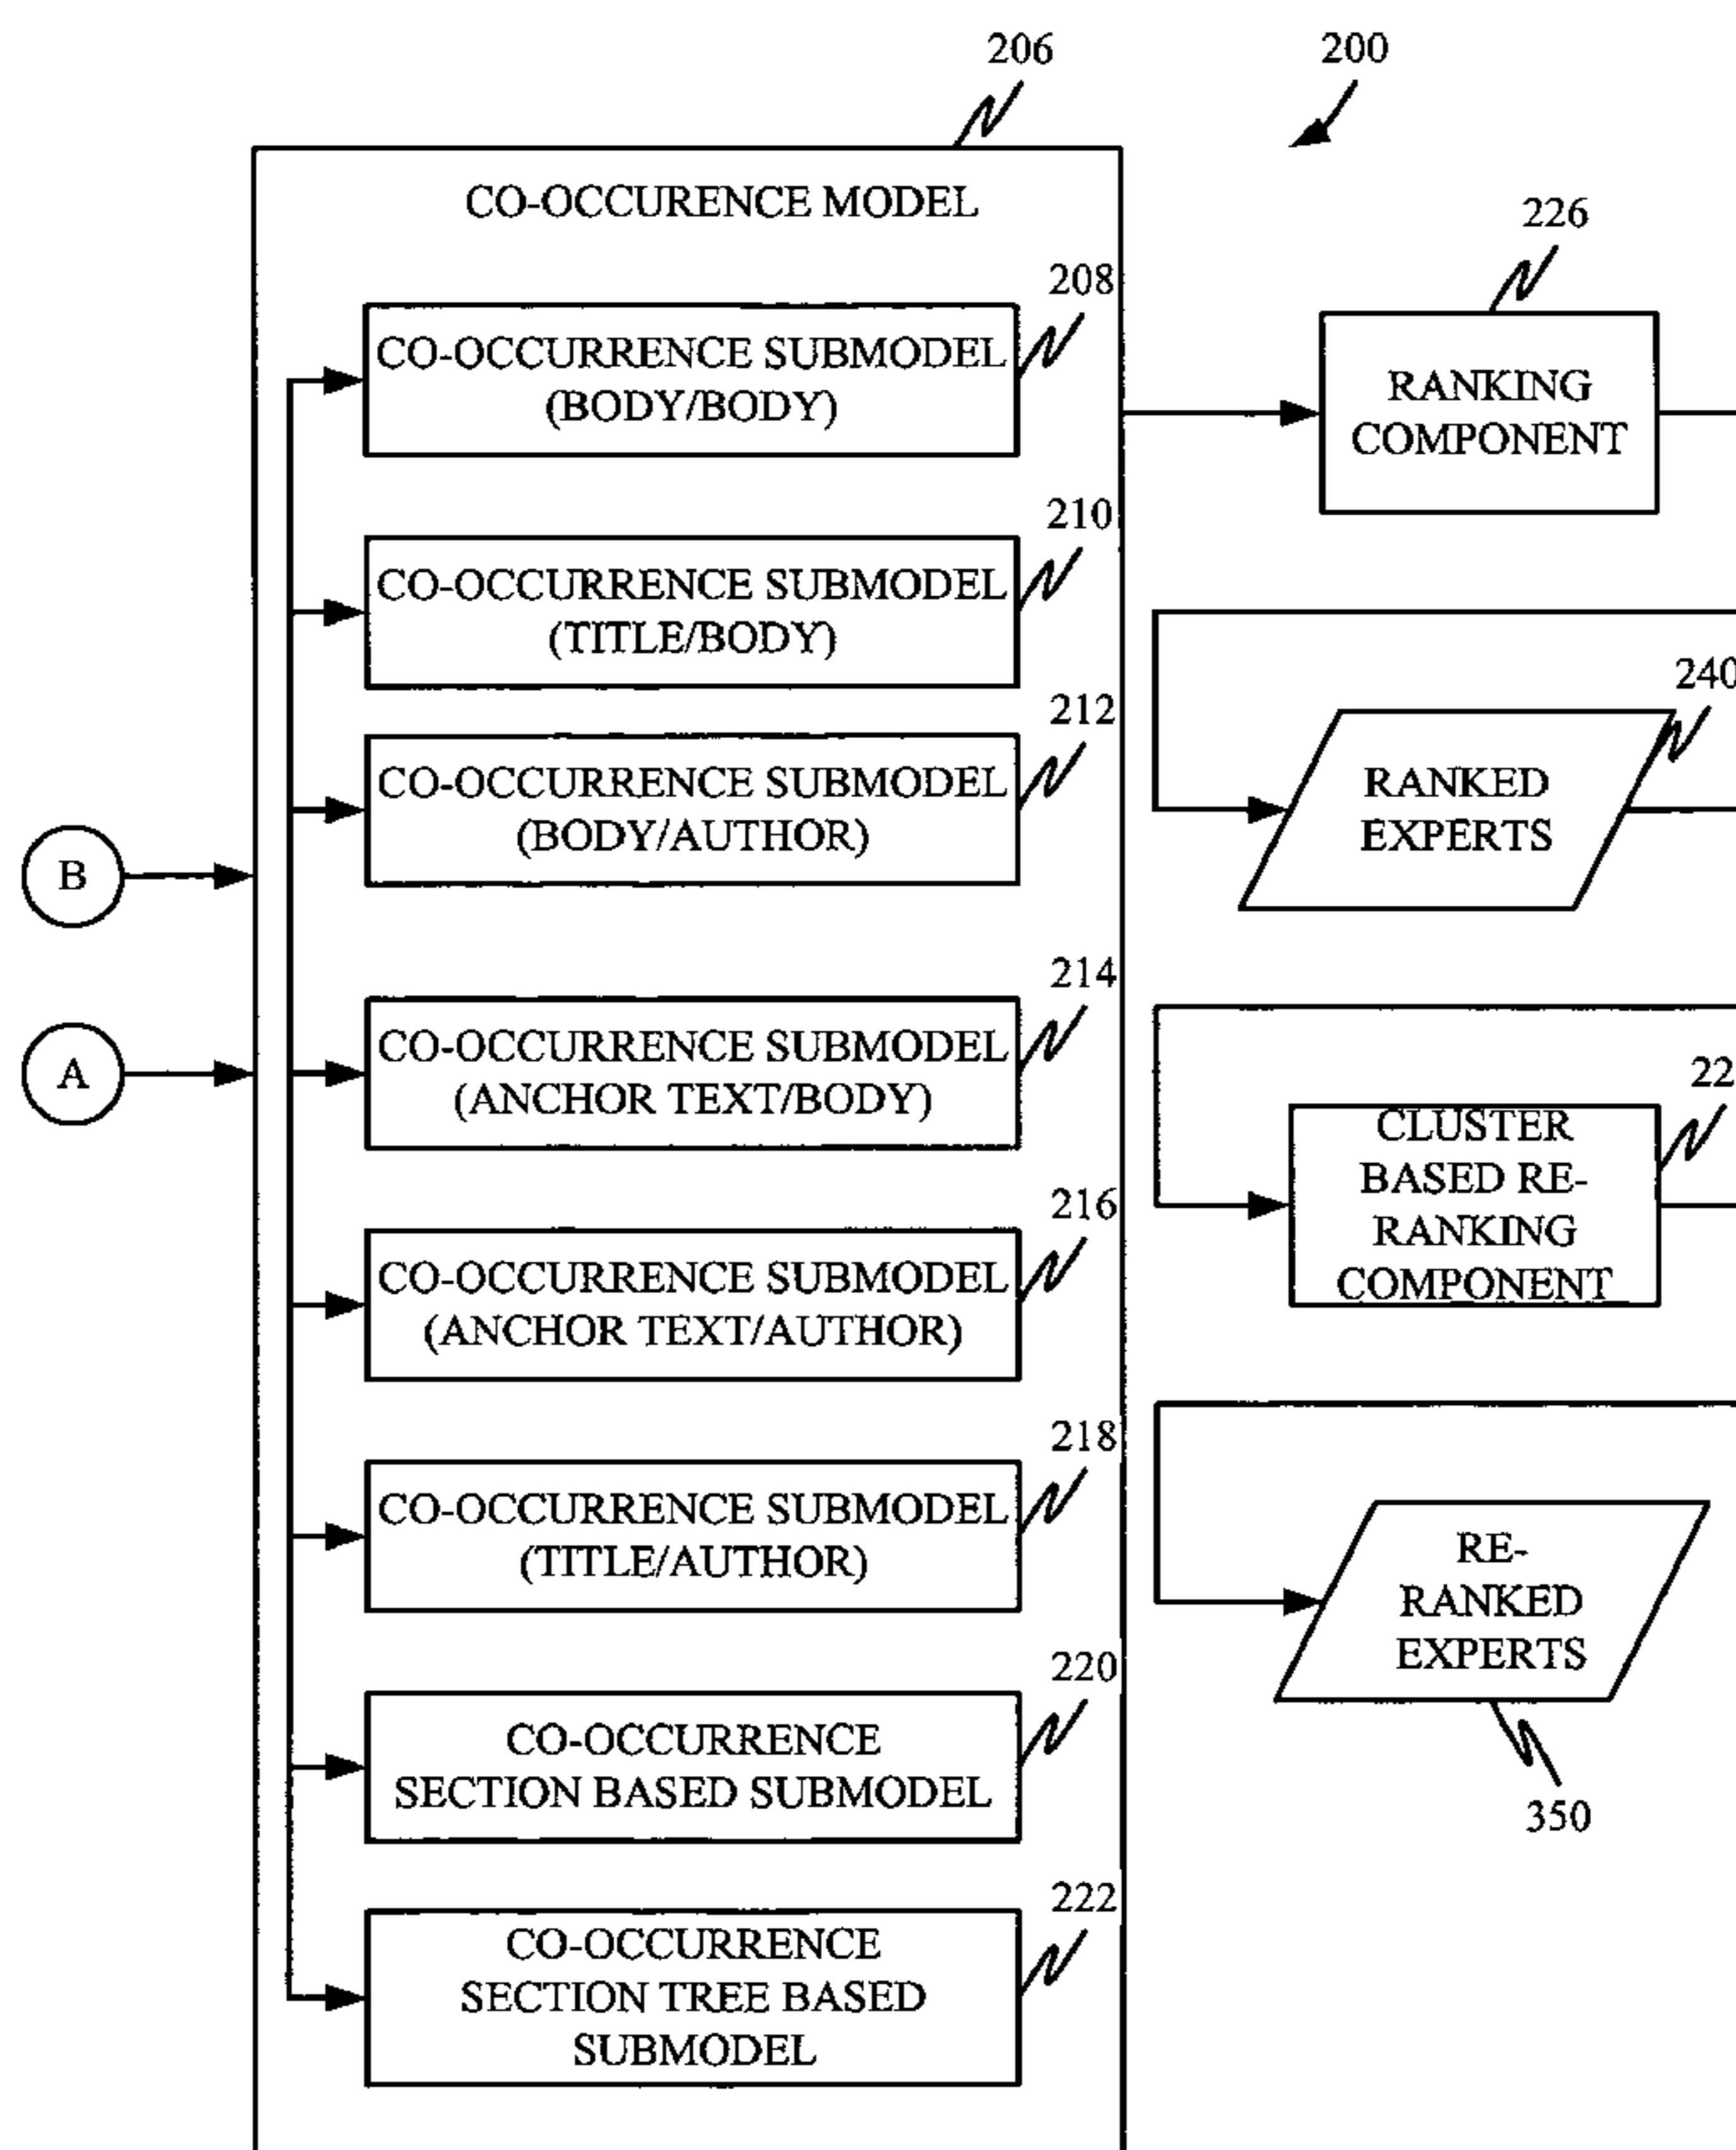 206
200
CO-OCCURENCE MODEL
226
208
CO-OCCURRENCE SUBMODEL
(BODY/BODY)
RANKING
COMPONENT
210
CO-OCCURRENCE SUBMODEL
(TITLE/BODY)
240
212
CO-OCCURRENCE SUBMODEL
(BODY/AUTHOR)
RANKED
EXPERTS
B
214
CO-OCCURRENCE SUBMODEL
(ANCHOR TEXT/BODY)
A
22
CLUSTER
BASED RE-
RANKING
COMPONENT
216
CO-OCCURRENCE SUBMODEL
(ANCHOR TEXT/AUTHOR)
218
CO-OCCURRENCE SUBMODEL
(TITLE/AUTHOR)
RE-
RANKED
EXPERTS
350
220
CO-OCCURRENCE
SECTION BASED SUBMODEL
222
CO-OCCURRENCE
SECTION TREE BASED
SUBMODEL